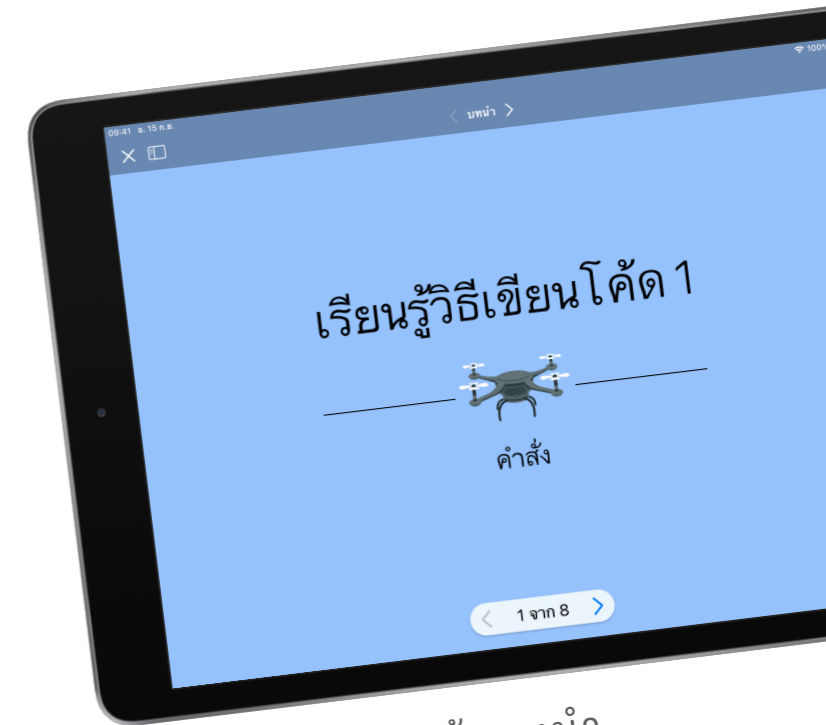 09:41 อ. 15 ก.ย.
100%
บทนำ
เรียนรู้วิธีเขียนโค้ด 1
คำสั่ง
1 จาก 8